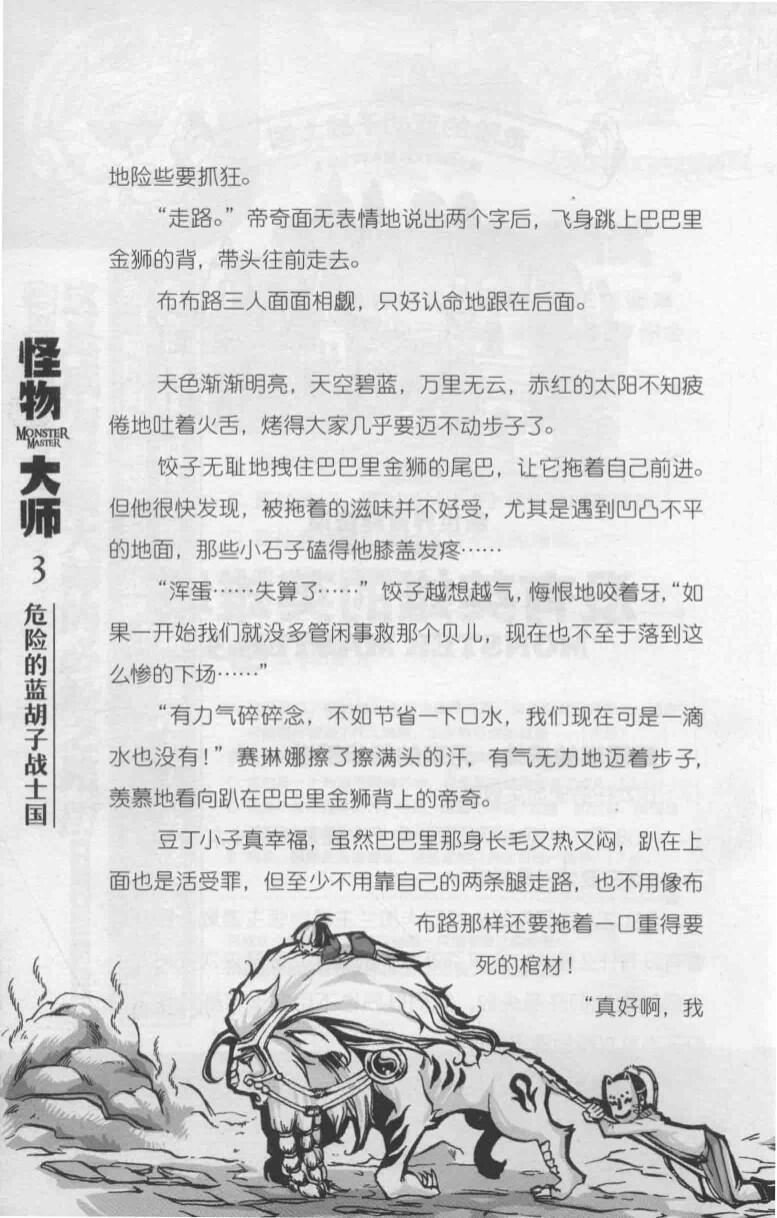 地险些要抓狂。
“走路。”帝奇面无表情地说出两个字后，飞身跳上巴巴里
金狮的背，带头往前走去。
布布路三人面面相觑，只好认命地跟在后面。
天色渐渐明亮，天空碧蓝，万里无云，赤红的太阳不知疲
倦地吐着火舌，烤得大家几乎要迈不动步子了。
饺子无耻地拽住巴巴里金狮的尾巴，让它拖着自己前进。
但他很快发现，被拖着的滋味并不好受，尤其是遇到凹凸不平
的地面，那些小石子磕得他膝盖发疼……
“浑蛋……失算了……”饺子越想越气，悔恨地咬着牙，“如
果一开始我们就没多管闲事救那个贝儿，现在也不至于落到这
么惨的下场……”
“有力气碎碎念，不如节省一下口水，我们现在可是一滴
水也没有！”赛琳娜擦了擦满头的汗，有气无力地迈着步子，
羡慕地看向趴在巴巴里金狮背上的帝奇。
豆丁小子真幸福，虽然巴巴里那身长毛又热又闷，趴在上
面也是活受罪，但至少不用靠自己的两条腿走路，也不用像布
布路那样还要拖着一口重得要
死的棺材！
“真好啊，我
怪物
MONSTER
MASTER
大师
3
危险的蓝胡子战士国